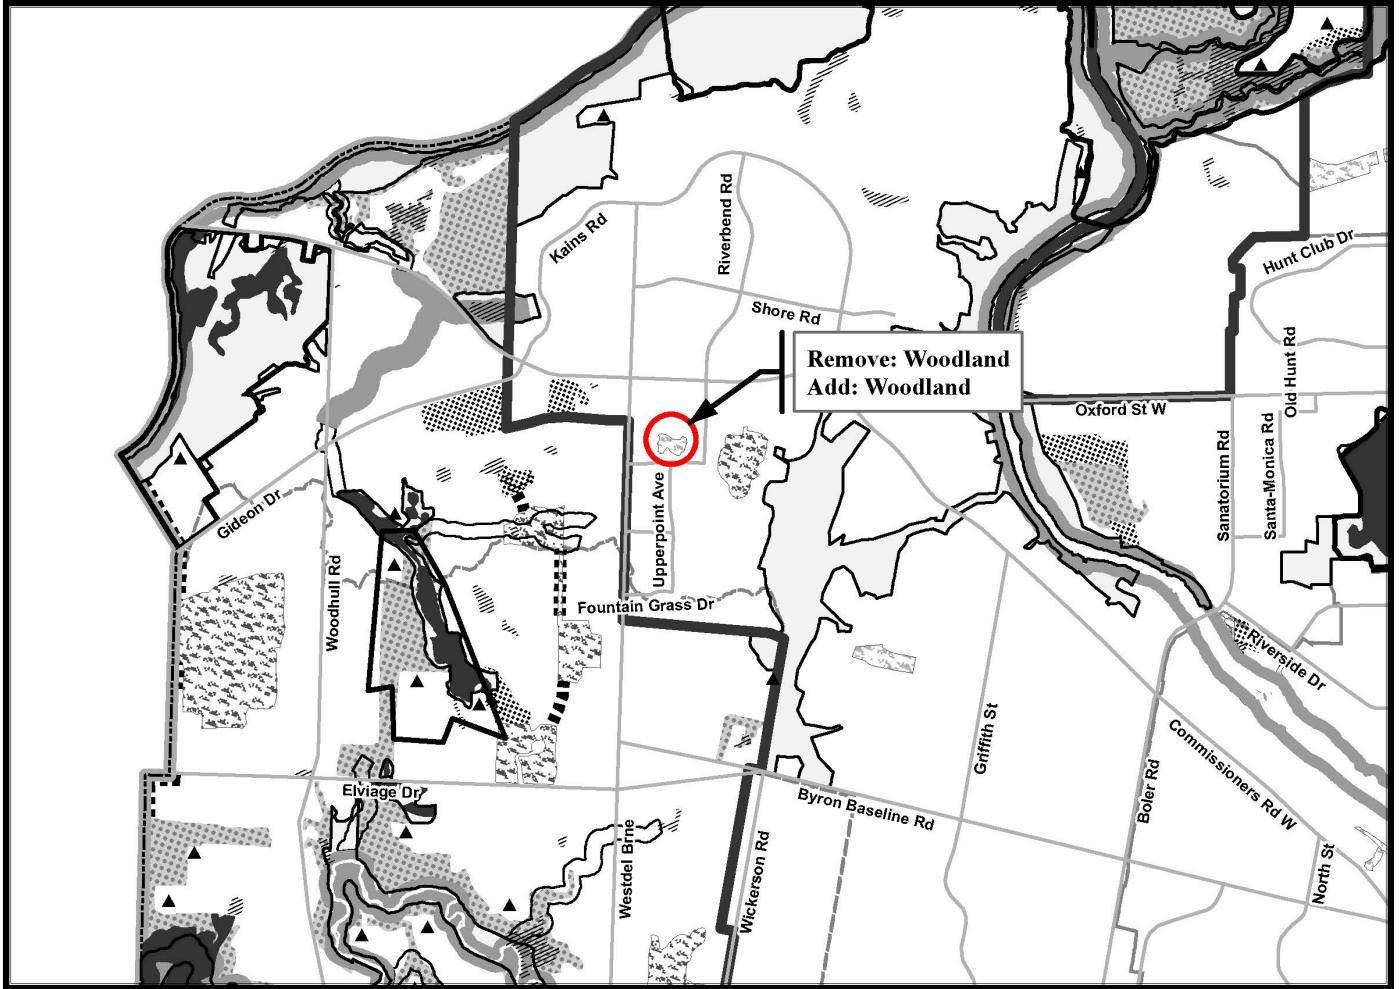 Kains Rd
Riverbend Rd
Shore Rd
Hunt Club Dr
Old Hunt Rd
Remove: Woodland
Add: Woodland
Oxford St W
Sanatorium Rd
Santa-Monica Rd
Gideon Dr
Upperpoint Ave
Woodhull Rd
Fountain Grass Dr
Riverside Dr
Griffith St
Commissioners Rd W
Boler Rd
Elviage Dr
Byron Baseline Rd
Westdel Brne
Wickerson Rd
North St